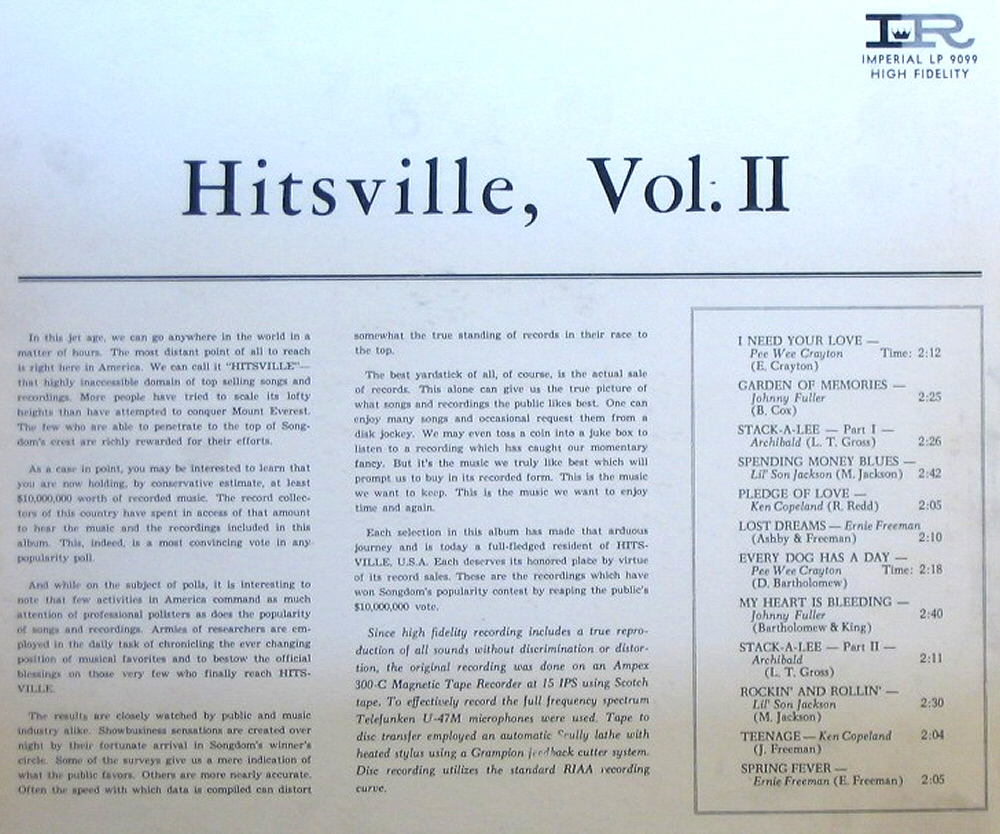 IR
IMPERIAL LP 9099
HIGH FIDELITY
Hitsville, Vol. II
In this jet age, we can go anywhere in the world in a
matter of hours. The most distant point of all to reach
is right here in America. We can call it "HITSVILLE"—
that highly inaccessible domain of top selling songs and
recordings. More people have tried to scale its lofty
heights than have attempted to conquer Mount Everest.
The few who are able to penetrate to the top of Song-
dom's crest are richly rewarded for their efforts.
As a case in point, you may be interested to learn that
you are now holding, by conservative estimate, at least
$10,000,000 worth of recorded music. The record collec-
tors of this country have spent in access of that amount
to hear the music and the recordings included in this
album. This, indeed, is a most convincing vote in any
popularity poll.
And while on the subject of polls, it is interesting to
note that few activities in America command as much
attention of professional pollsters as does the popularity
of songs and recordings. Armies of researchers are em-
ployed in the daily task of chronicling the ever changing
position of musical favorites and to bestow the official
blessings on those very few who finally reach HITS-
VILLE.
The results are closely watched by public and music
industry alike. Showbusiness sensations are created over
night by their fortunate arrival in Songdom's winner's
circle. Some of the surveys give us a mere indication of
what the public favors. Others are more nearly accurate.
Often the speed with which data is compiled can distort
somewhat the true standing of records in their race to
the top.
The best yardstick of all, of course, is the actual sale
of records. This alone can give us the true picture of
what songs and recordings the public likes best. One can
enjoy many songs and occasional request them from a
disk jockey. We may even toss a coin into a juke box to
listen to a recording which has caught our momentary
fancy. But it's the music we truly like best which will
prompt us to buy in its recorded form. This is the music
we want to keep. This is the music we want to enjoy
time and again.
Each selection in this album has made that arduous
journey and is today a full-fledged resident of HITS-
VILLE, U.S.A. Each deserves its honored place by virtue
of its record sales. These are the recordings which have
won Songdom's popularity contest by reaping the public's
$10,000,000 vote.
Since high fidelity recording includes a true repro-
duction of all sounds without discrimination or distor-
tion, the original recording was done on an Ampex
300-C Magnetic Tape Recorder at 15 IPS using Scotch
tape. To effectively record the full frequency spectrum
Telefunken U-47M microphones were used. Tape to
disc transfer employed an automatic Scully lathe with
heated stylus using a Grampion feedback cutter system.
Disc recording utilizes the standard RIAA recording
curve.
I NEED YOUR LOVE —
Pee Wee Crayton Time: 2:12
(E. Crayton)
GARDEN OF MEMORIES —
Johnny Fuller 2:25
(B. Cox)
STACK-A-LEE — Part I —
Archibald (L. T. Gross) 2:26
SPENDING MONEY BLUES —
Lil' Son Jackson (M. Jackson) 2:42
PLEDGE OF LOVE —
Ken Copeland (R. Redd) 2:05
LOST DREAMS — Ernie Freeman
(Ashby & Freeman) 2:10
EVERY DOG HAS A DAY —
Pee Wee Crayton Time: 2:18
(D. Bartholomew)
MY HEART IS BLEEDING —
Johnny Fuller 2:40
(Bartholomew & King)
STACK-A-LEE — Part II —
Archibald 2:11
(L. T. Gross)
ROCKIN' AND ROLLIN' —
Lil' Son Jackson 2:30
(M. Jackson)
TEENAGE — Ken Copeland 2:04
(J. Freeman)
SPRING FEVER —
Ernie Freeman (E. Freeman) 2:05